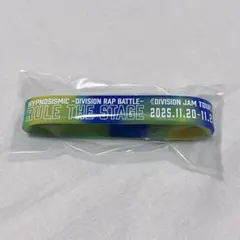 HYPNOSISMIC -DIVISION RAP BATTLE-
RULE THE STAGE
《DIVISION JAM TOUR
2025.11.20-11.2